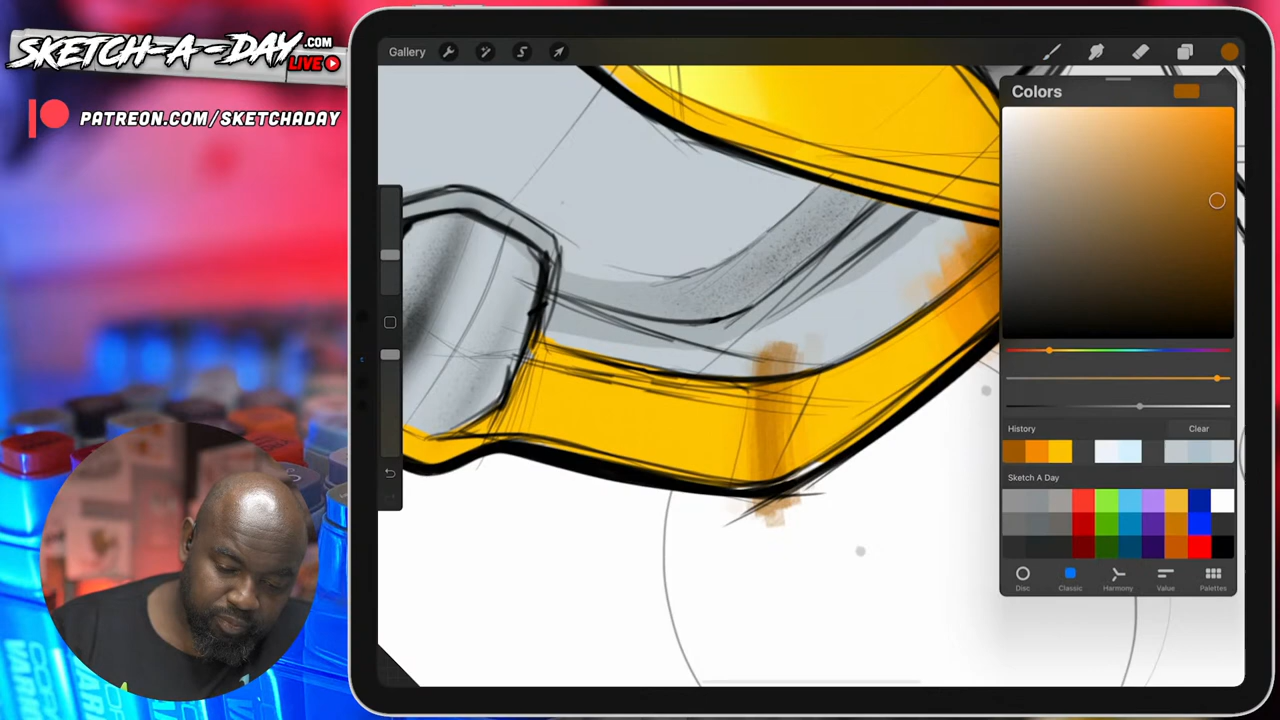 SKETCH-A-DAY.COM
LIVE
PATREON.COM/SKETCHADAY
Gallery
Colors
History
Clear
Sketch A Day
Disc
Classic
Harmony
Value
Palettes